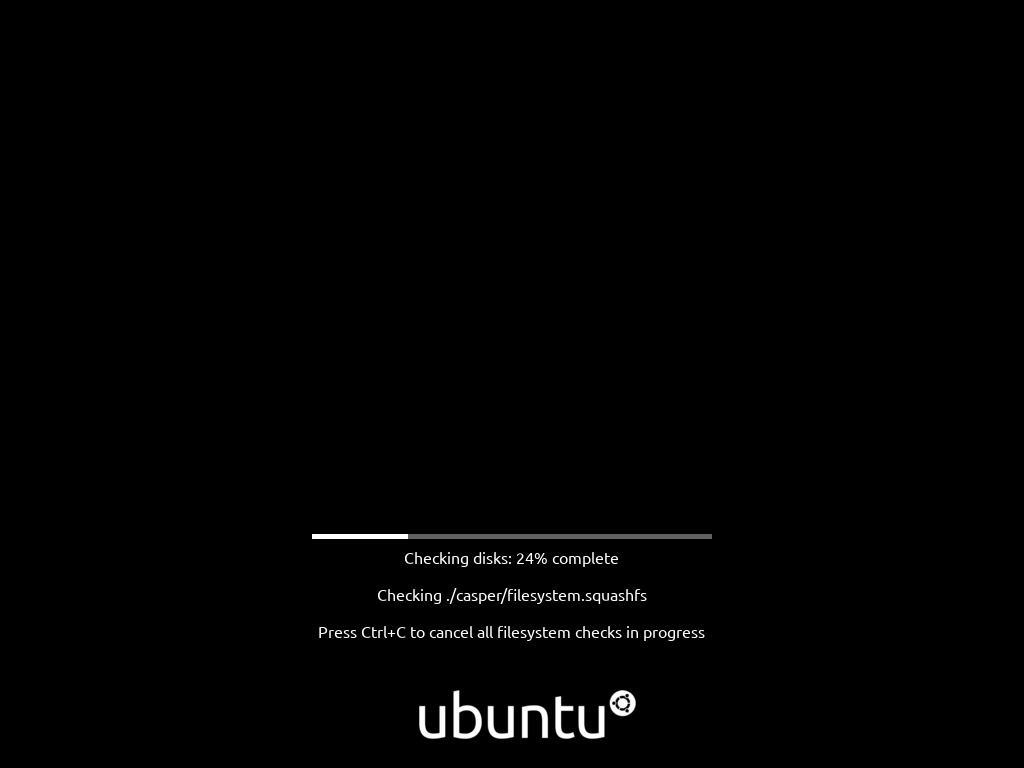 Checking disks: 24% complete
Checking ./casper/filesystem.squashfs
Press Ctrl+C to cancel all filesystem checks in progress
ubuntu